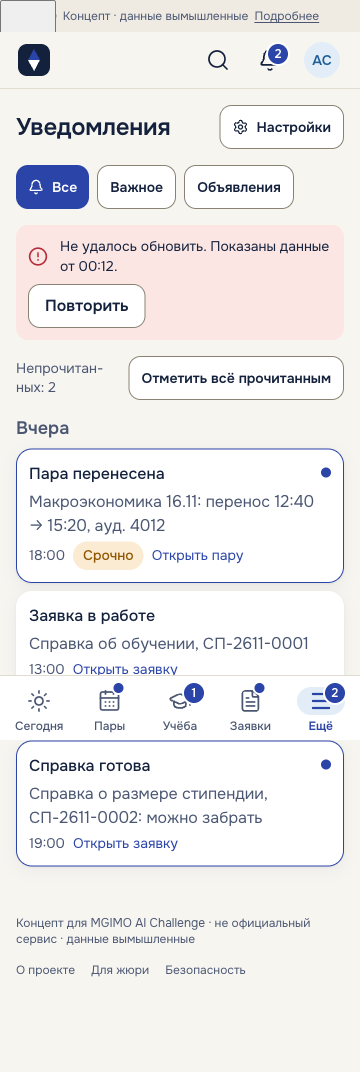 Концепт · данные вымышленные Подробнее
2
АС
Уведомления
Настройки
Все
Важное
Объявления
Не удалось обновить. Показаны данные
от 00:12.
Повторить
Непрочитан-
ных: 2
Отметить всё прочитанным
Вчера
Пара перенесена
Макроэкономика 16.11: перенос 12:40
→ 15:20, ауд. 4012
18:00 Срочно Открыть пару
Заявка в работе
Справка об обучении, СП-2611-0001
13:00 Открыть заявку
1
2
Сегодня
Пары
Учёба
Заявки
Ещё
Справка готова
Справка о размере стипендии,
СП-2611-0002: можно забрать
19:00 Открыть заявку
Концепт для MGIMO AI Challenge · не официальный
сервис · данные вымышленные
О проекте Для жюри Безопасность